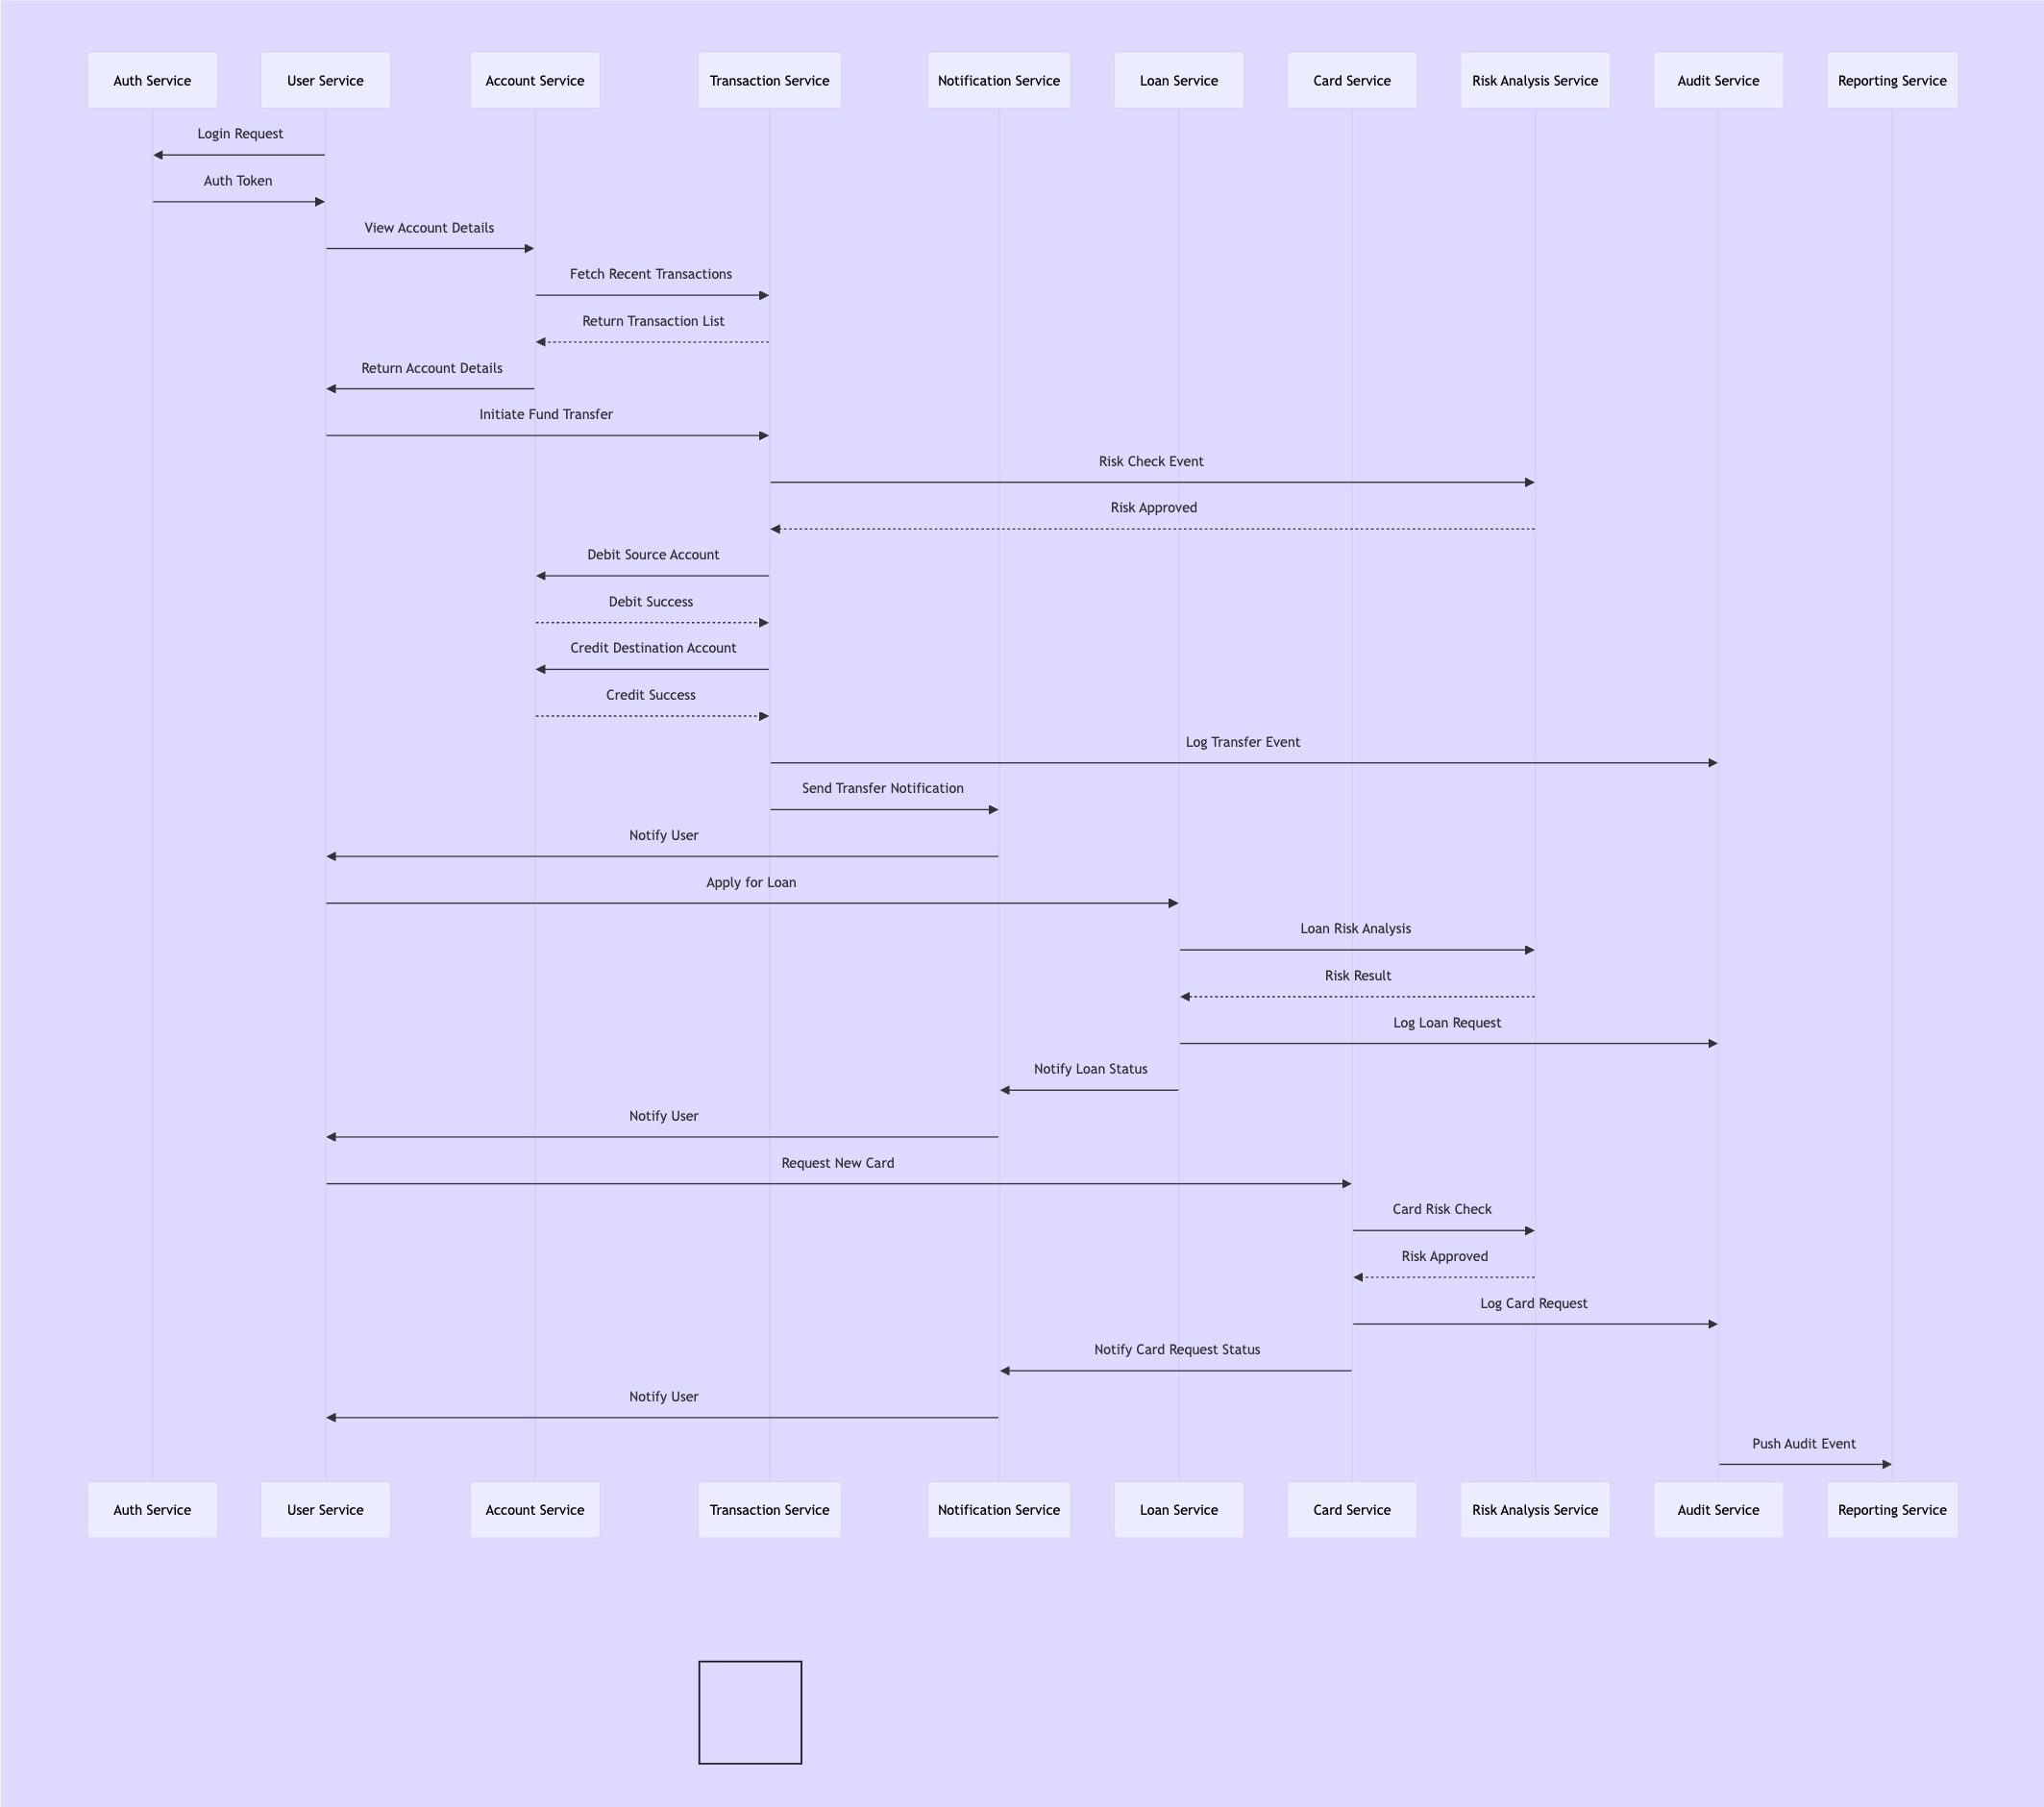 Auth Service
User Service
Account Service
Transaction Service
Notification Service
Loan Service
Card Service
Risk Analysis Service
Audit Service
Reporting Service
Login Request
Auth Token
View Account Details
Fetch Recent Transactions
Return Transaction List
Return Account Details
Initiate Fund Transfer
Risk Check Event
Risk Approved
Debit Source Account
Debit Success
Credit Destination Account
Credit Success
Log Transfer Event
Send Transfer Notification
Notify User
Apply for Loan
Loan Risk Analysis
Risk Result
Log Loan Request
Notify Loan Status
Notify User
Request New Card
Card Risk Check
Risk Approved
Log Card Request
Notify Card Request Status
Notify User
Push Audit Event
Auth Service
User Service
Account Service
Transaction Service
Notification Service
Loan Service
Card Service
Risk Analysis Service
Audit Service
Reporting Service